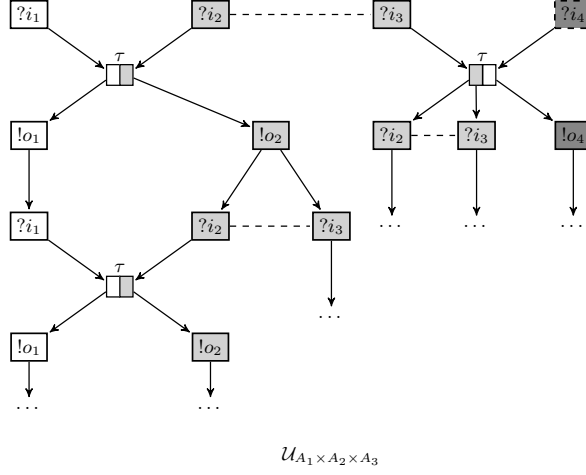 ?i₁ ?i₂ ?i₃ ?i₄
τ τ
!o₁ !o₂ ?i₂ ?i₃ !o₄
?i₁ ?i₂ ?i₃ ... ... ...
τ
...
!o₁ !o₂
... ...
𝒰_{A₁×A₂×A₃}